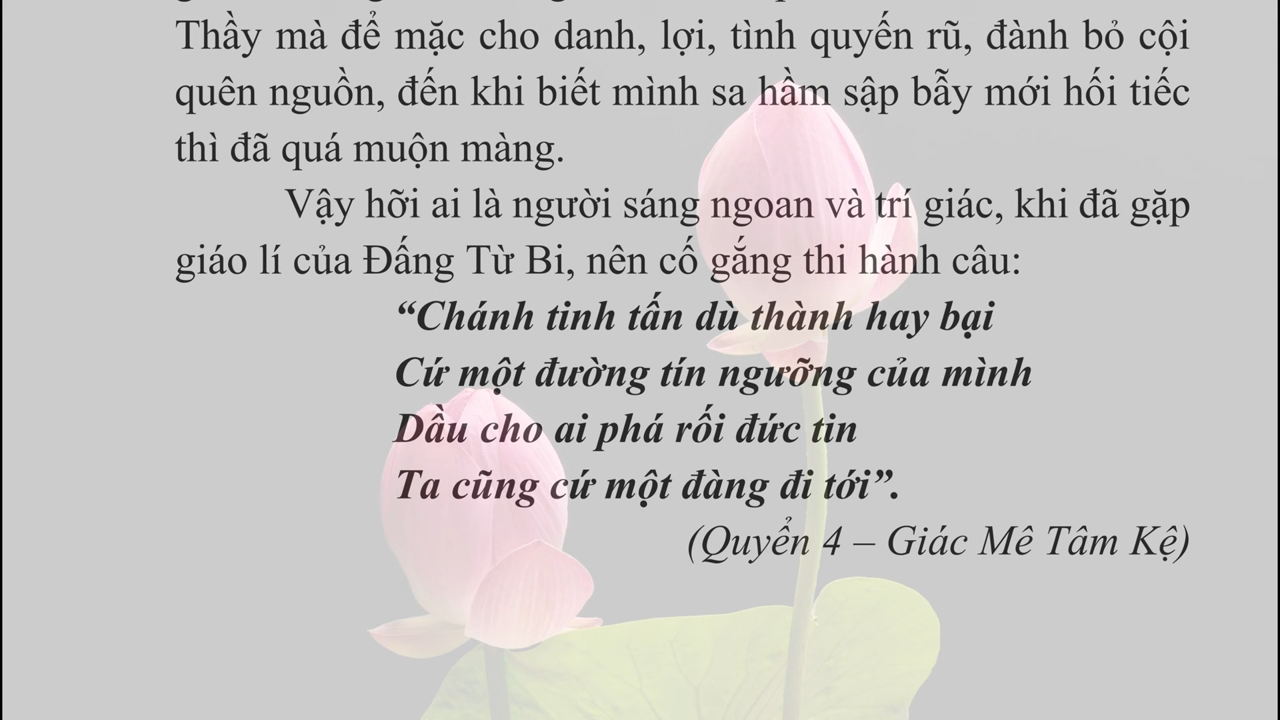 Thầy mà để mặc cho danh, lợi, tình quyến rũ, đành bỏ cội
quên nguồn, đến khi biết mình sa hầm sập bẫy mới hối tiếc
thì đã quá muộn màng.
Vậy hỡi ai là người sáng ngoan và trí giác, khi đã gặp
giáo lí của Đấng Từ Bi, nên cố gắng thi hành câu:
“Chánh tinh tấn dù thành hay bại
Cứ một đường tín ngưỡng của mình
Dầu cho ai phá rối đức tin
Ta cũng cứ một đàng đi tới”.
(Quyển 4 – Giác Mê Tâm Kệ)